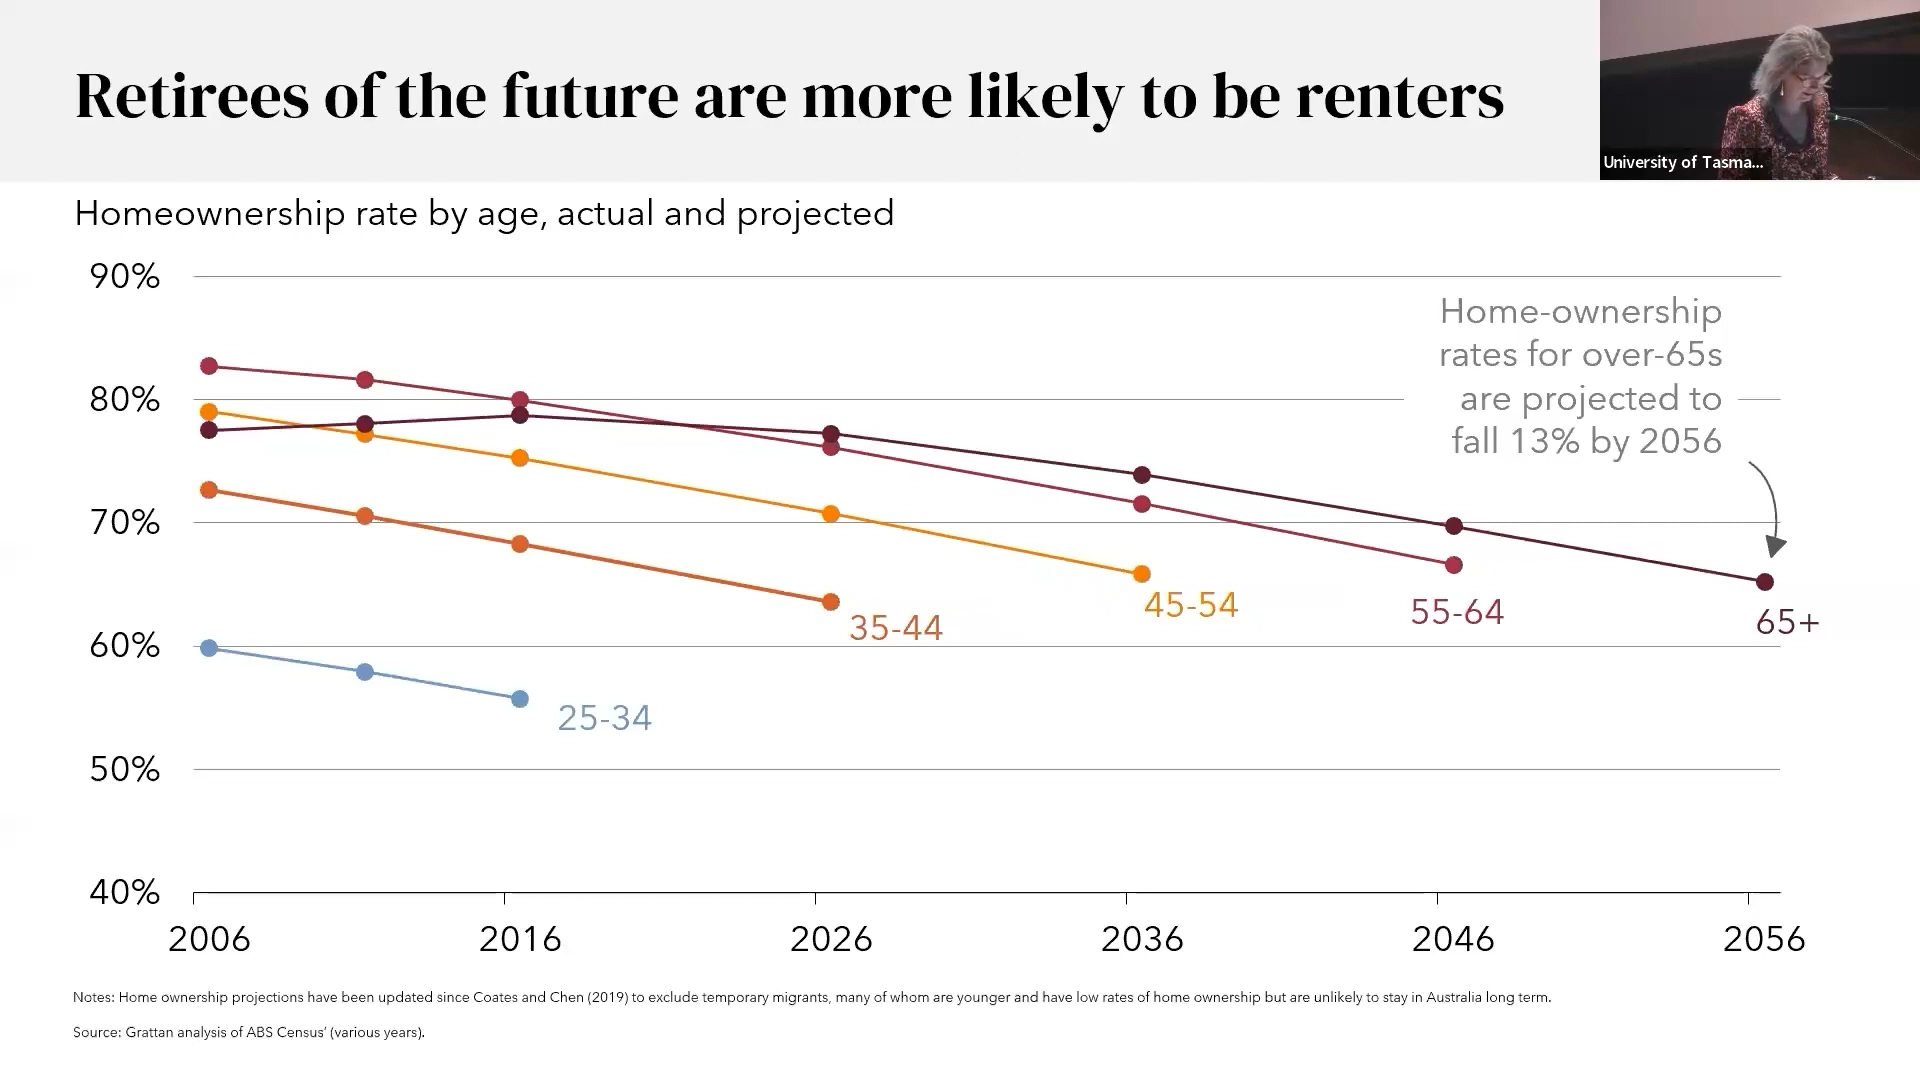 Retirees of the future are more likely to be renters
University of Tasma...
Homeownership rate by age, actual and projected
90%
Home-ownership
rates for over-65s
are projected to
fall 13% by 2056
80%
70%
60%
50%
40%
35-44
45-54
55-64
65+
25-34
2006
2016
2026
2036
2046
2056
Notes: Home ownership projections have been updated since Coates and Chen (2019) to exclude temporary migrants, many of whom are younger and have low rates of home ownership but are unlikely to stay in Australia long term.
Source: Grattan analysis of ABS Census’ (various years).